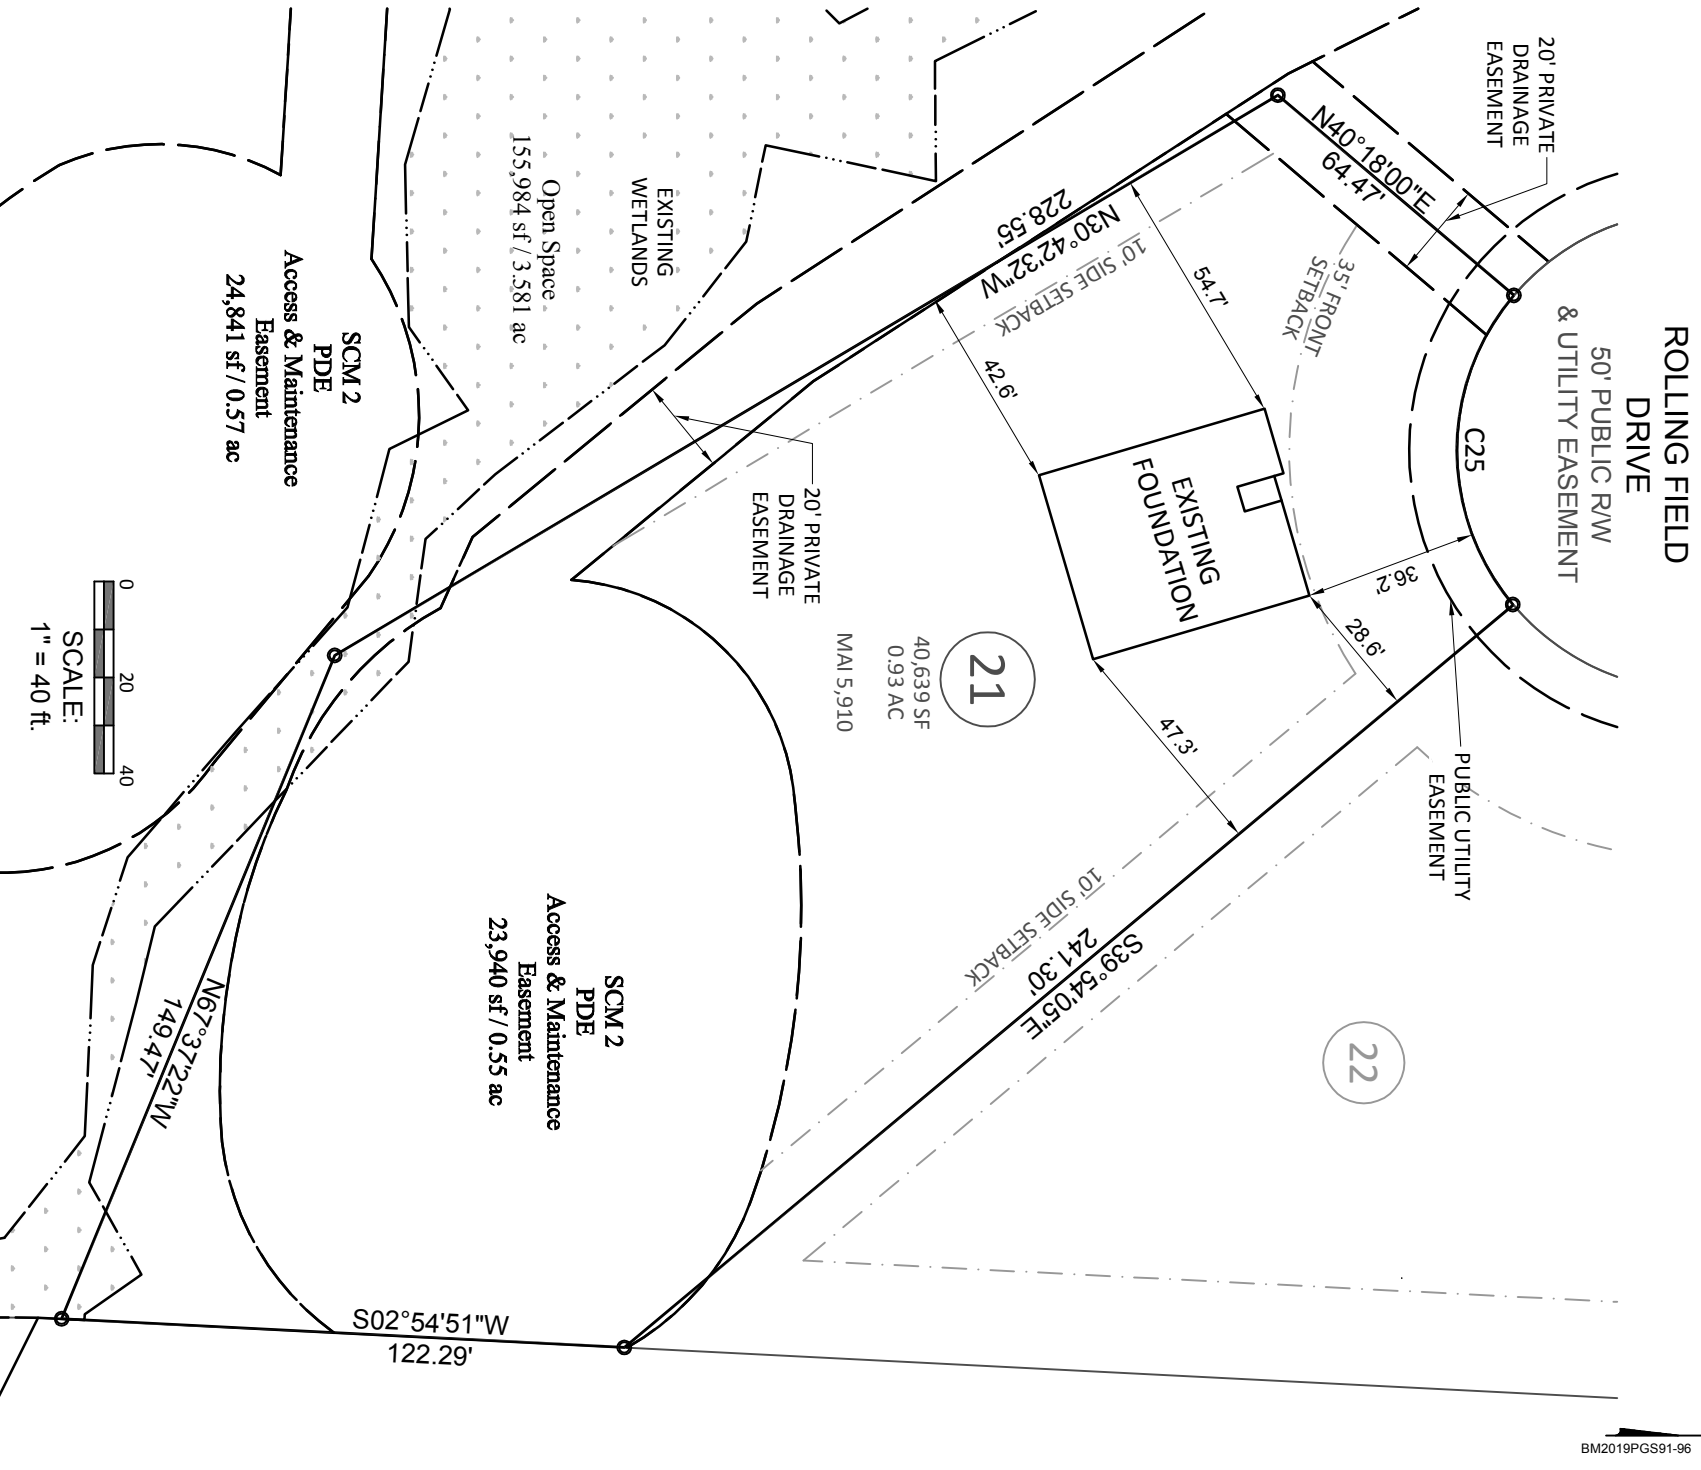 ROLLING FIELD
DRIVE
50' PUBLIC R/W
& UTILITY EASEMENT
20' PRIVATE
DRAINAGE
EASEMENT
N40°18'00"E
64.47'
C25
35' FRONT
SETBACK
N30°42'32"W
228.55'
10' SIDE SETBACK
54.7'
42.6'
EXISTING
FOUNDATION
36.2'
28.6'
47.3'
PUBLIC UTILITY
EASEMENT
EXISTING
WETLANDS
Open Space
155,984 sf / 3.581 ac
SCM 2
PDE
Access & Maintenance
Easement
24,841 sf / 0.57 ac
20' PRIVATE
DRAINAGE
EASEMENT
21
40,639 SF
0.93 AC
MAI 5,910
22
10' SIDE SETBACK
S39°54'05"E
241.30'
SCM 2
PDE
Access & Maintenance
Easement
23,940 sf / 0.55 ac
0 20 40
SCALE:
1" = 40 ft.
N67°37'22"W
149.47'
S02°54'51"W
122.29'
BM2019PGS91-96